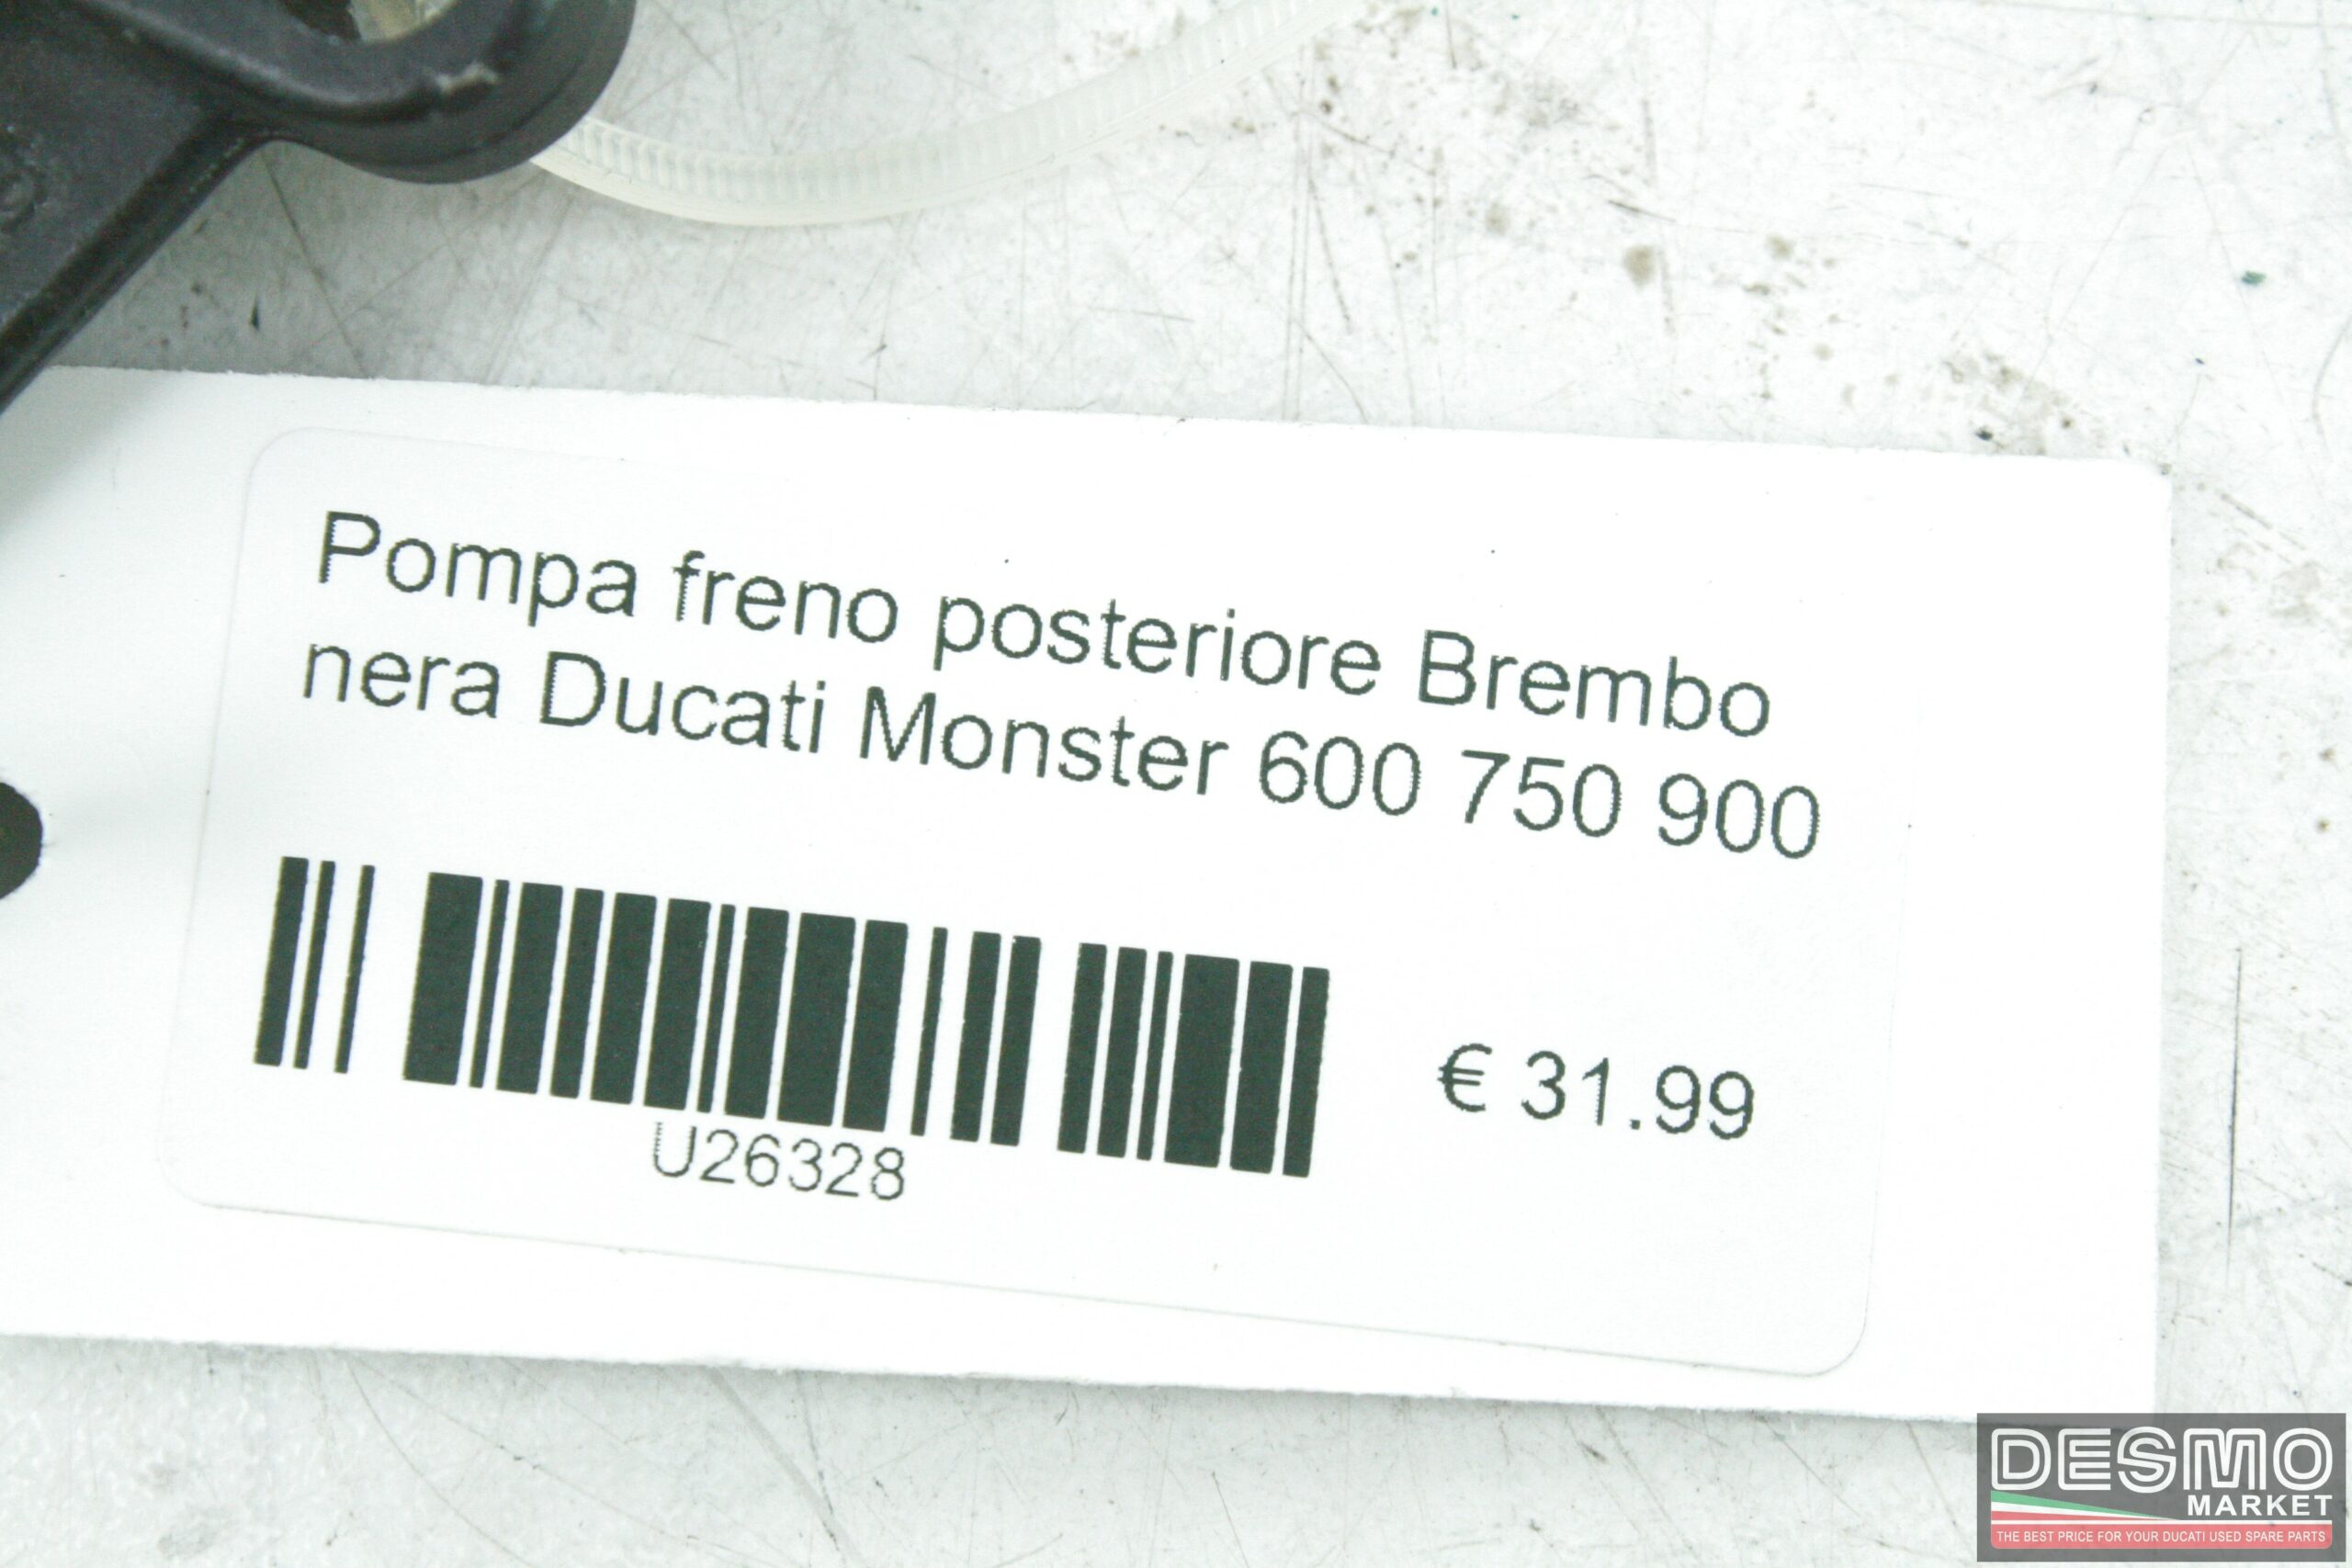 Pompa freno posteriore Brembo
nera Ducati Monster 600 750 900
€ 31.99
U26328
DESMO
MARKET
THE BEST PRICE FOR YOUR DUCATI USED SPARE PARTS